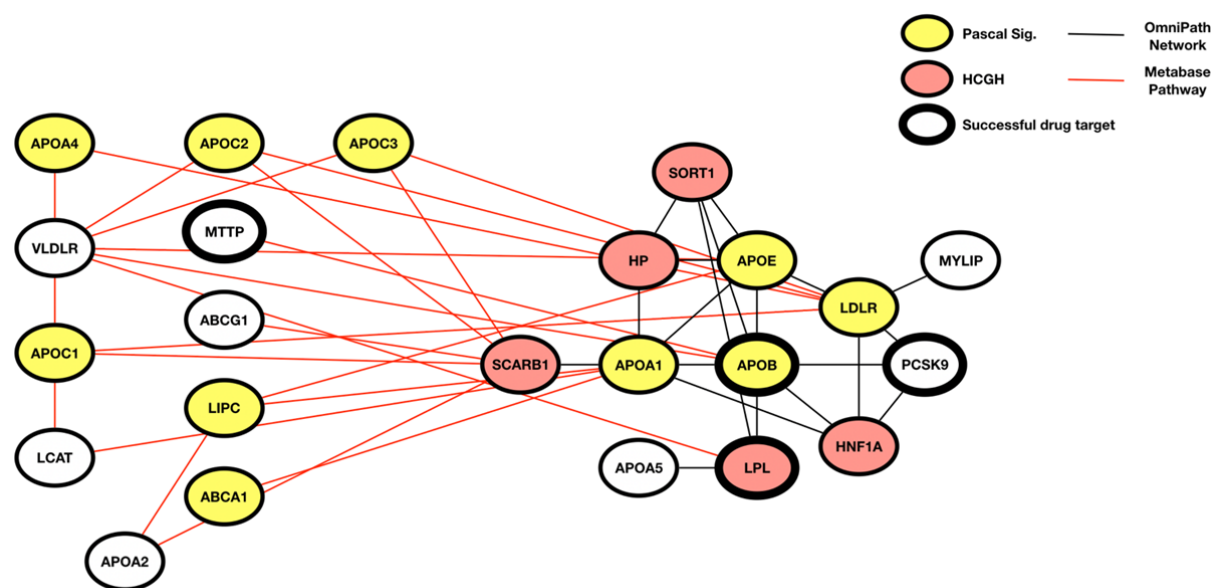 Pascal Sig.
OmniPath
Network
HCGH
Metabase
Pathway
Successful drug target
APOA4
APOC2
APOC3
SORT1
MTTP
VLDLR
HP
APOE
MYLIP
LDLR
ABCG1
APOC1
SCARB1
APOA1
APOB
PCSK9
LIPC
HNF1A
LCAT
APOA5
LPL
ABCA1
APOA2